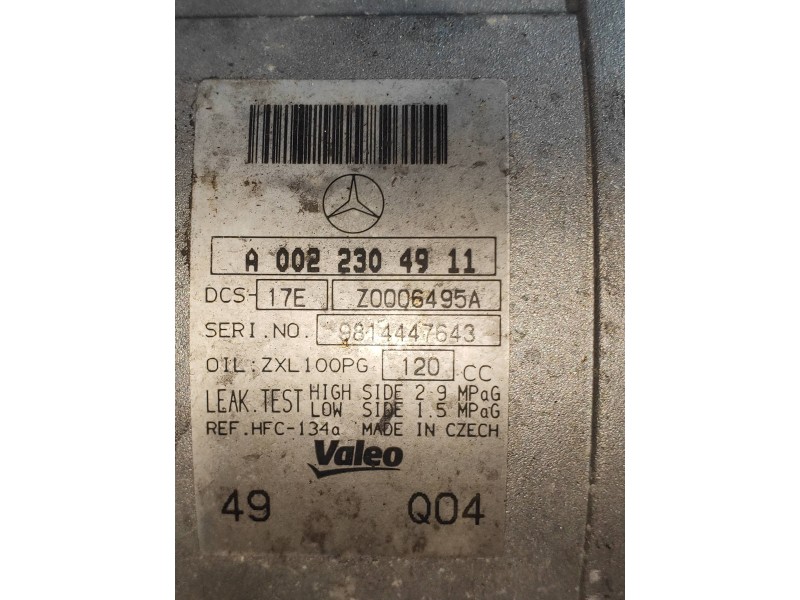 A 002 230 49 11
DCS- 17E Z0006495A
SERI.NO. 9814447643
OIL:ZXL100PG 120 CC
LEAK.TEST HIGH SIDE 2.9 MPaG
LOW SIDE 1.5 MPaG
REF.HFC-134a MADE IN CZECH
Valeo
49 Q04